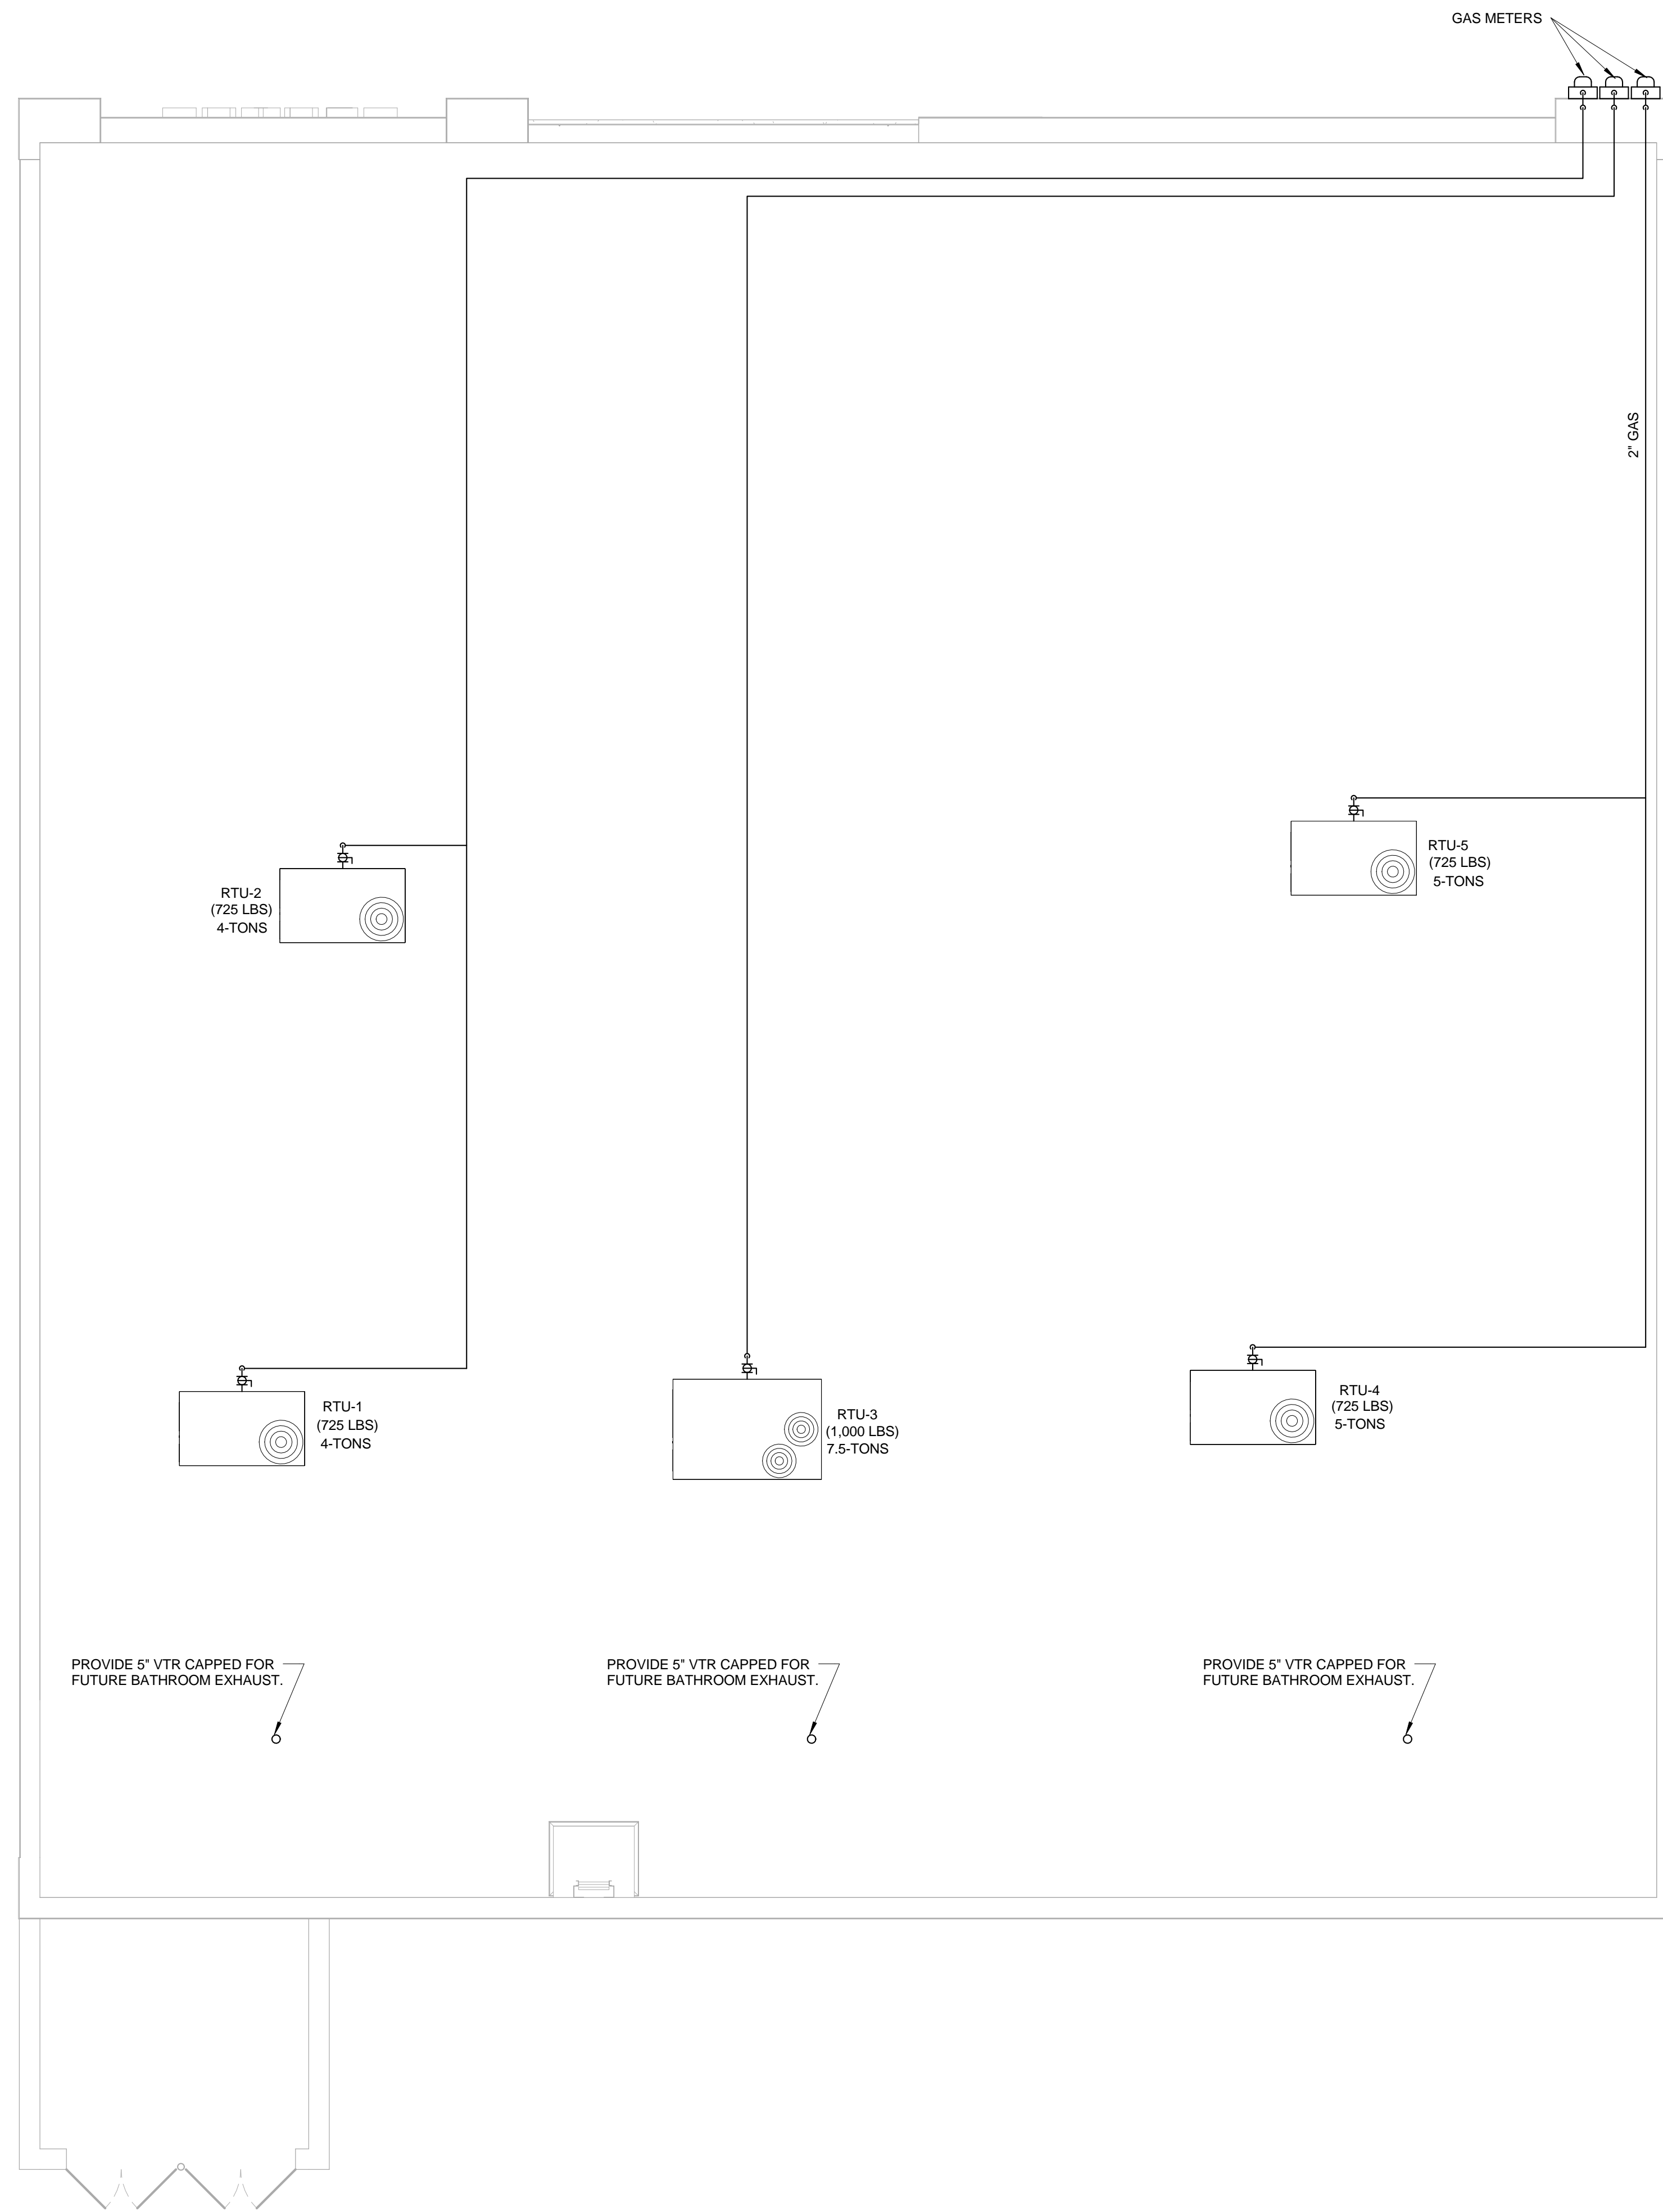 GAS METERS
2" GAS
RTU-5
(725 LBS)
5-TONS
RTU-2
(725 LBS)
4-TONS
RTU-4
(725 LBS)
5-TONS
RTU-1
(725 LBS)
4-TONS
RTU-3
(1,000 LBS)
7.5-TONS
PROVIDE 5" VTR CAPPED FOR
FUTURE BATHROOM EXHAUST.
PROVIDE 5" VTR CAPPED FOR
FUTURE BATHROOM EXHAUST.
PROVIDE 5" VTR CAPPED FOR
FUTURE BATHROOM EXHAUST.